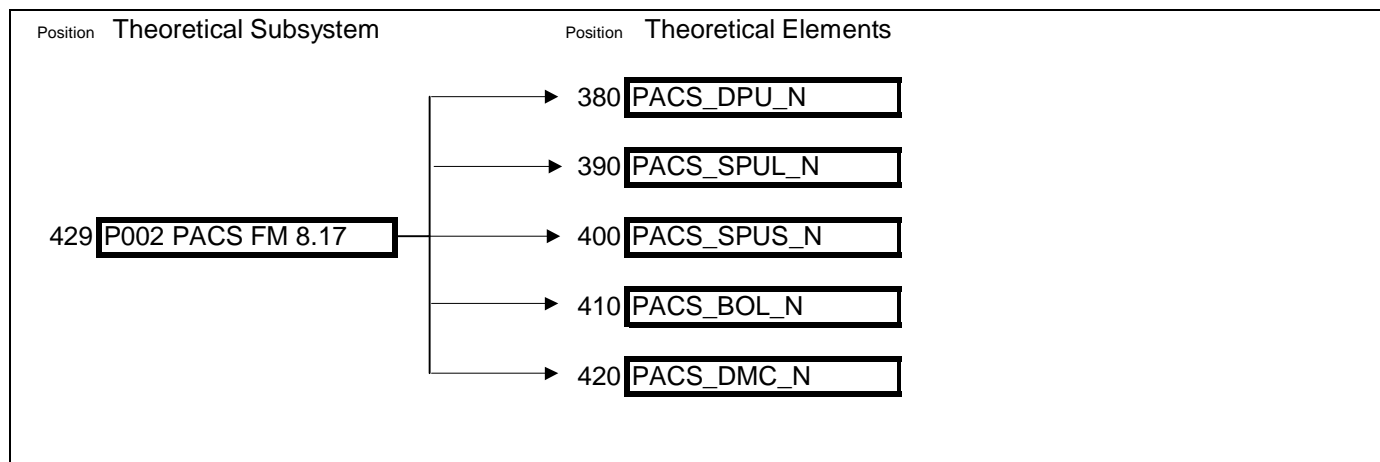 Position Theoretical Subsystem Position Theoretical Elements
380 PACS_DPU_N
390 PACS_SPUL_N
429 P002 PACS FM 8.17 400 PACS_SPUS_N
410 PACS_BOL_N
420 PACS_DMC_N